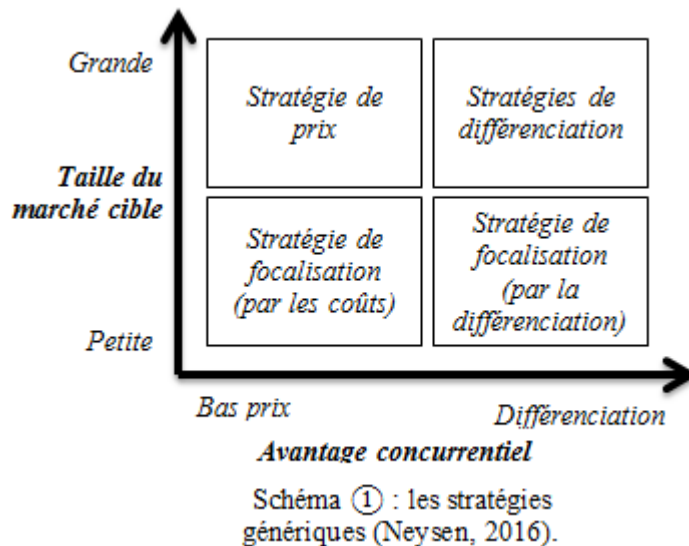 Grande
Stratégie de
prix
Stratégies de
différenciation
Taille du
marché cible
Stratégie de
focalisation
(par les coûts)
Stratégie de
focalisation
(par la
différenciation)
Petite
Bas prix
Différenciation
Avantage concurrentiel
Schéma ① : les stratégies
génériques (Neysen, 2016).